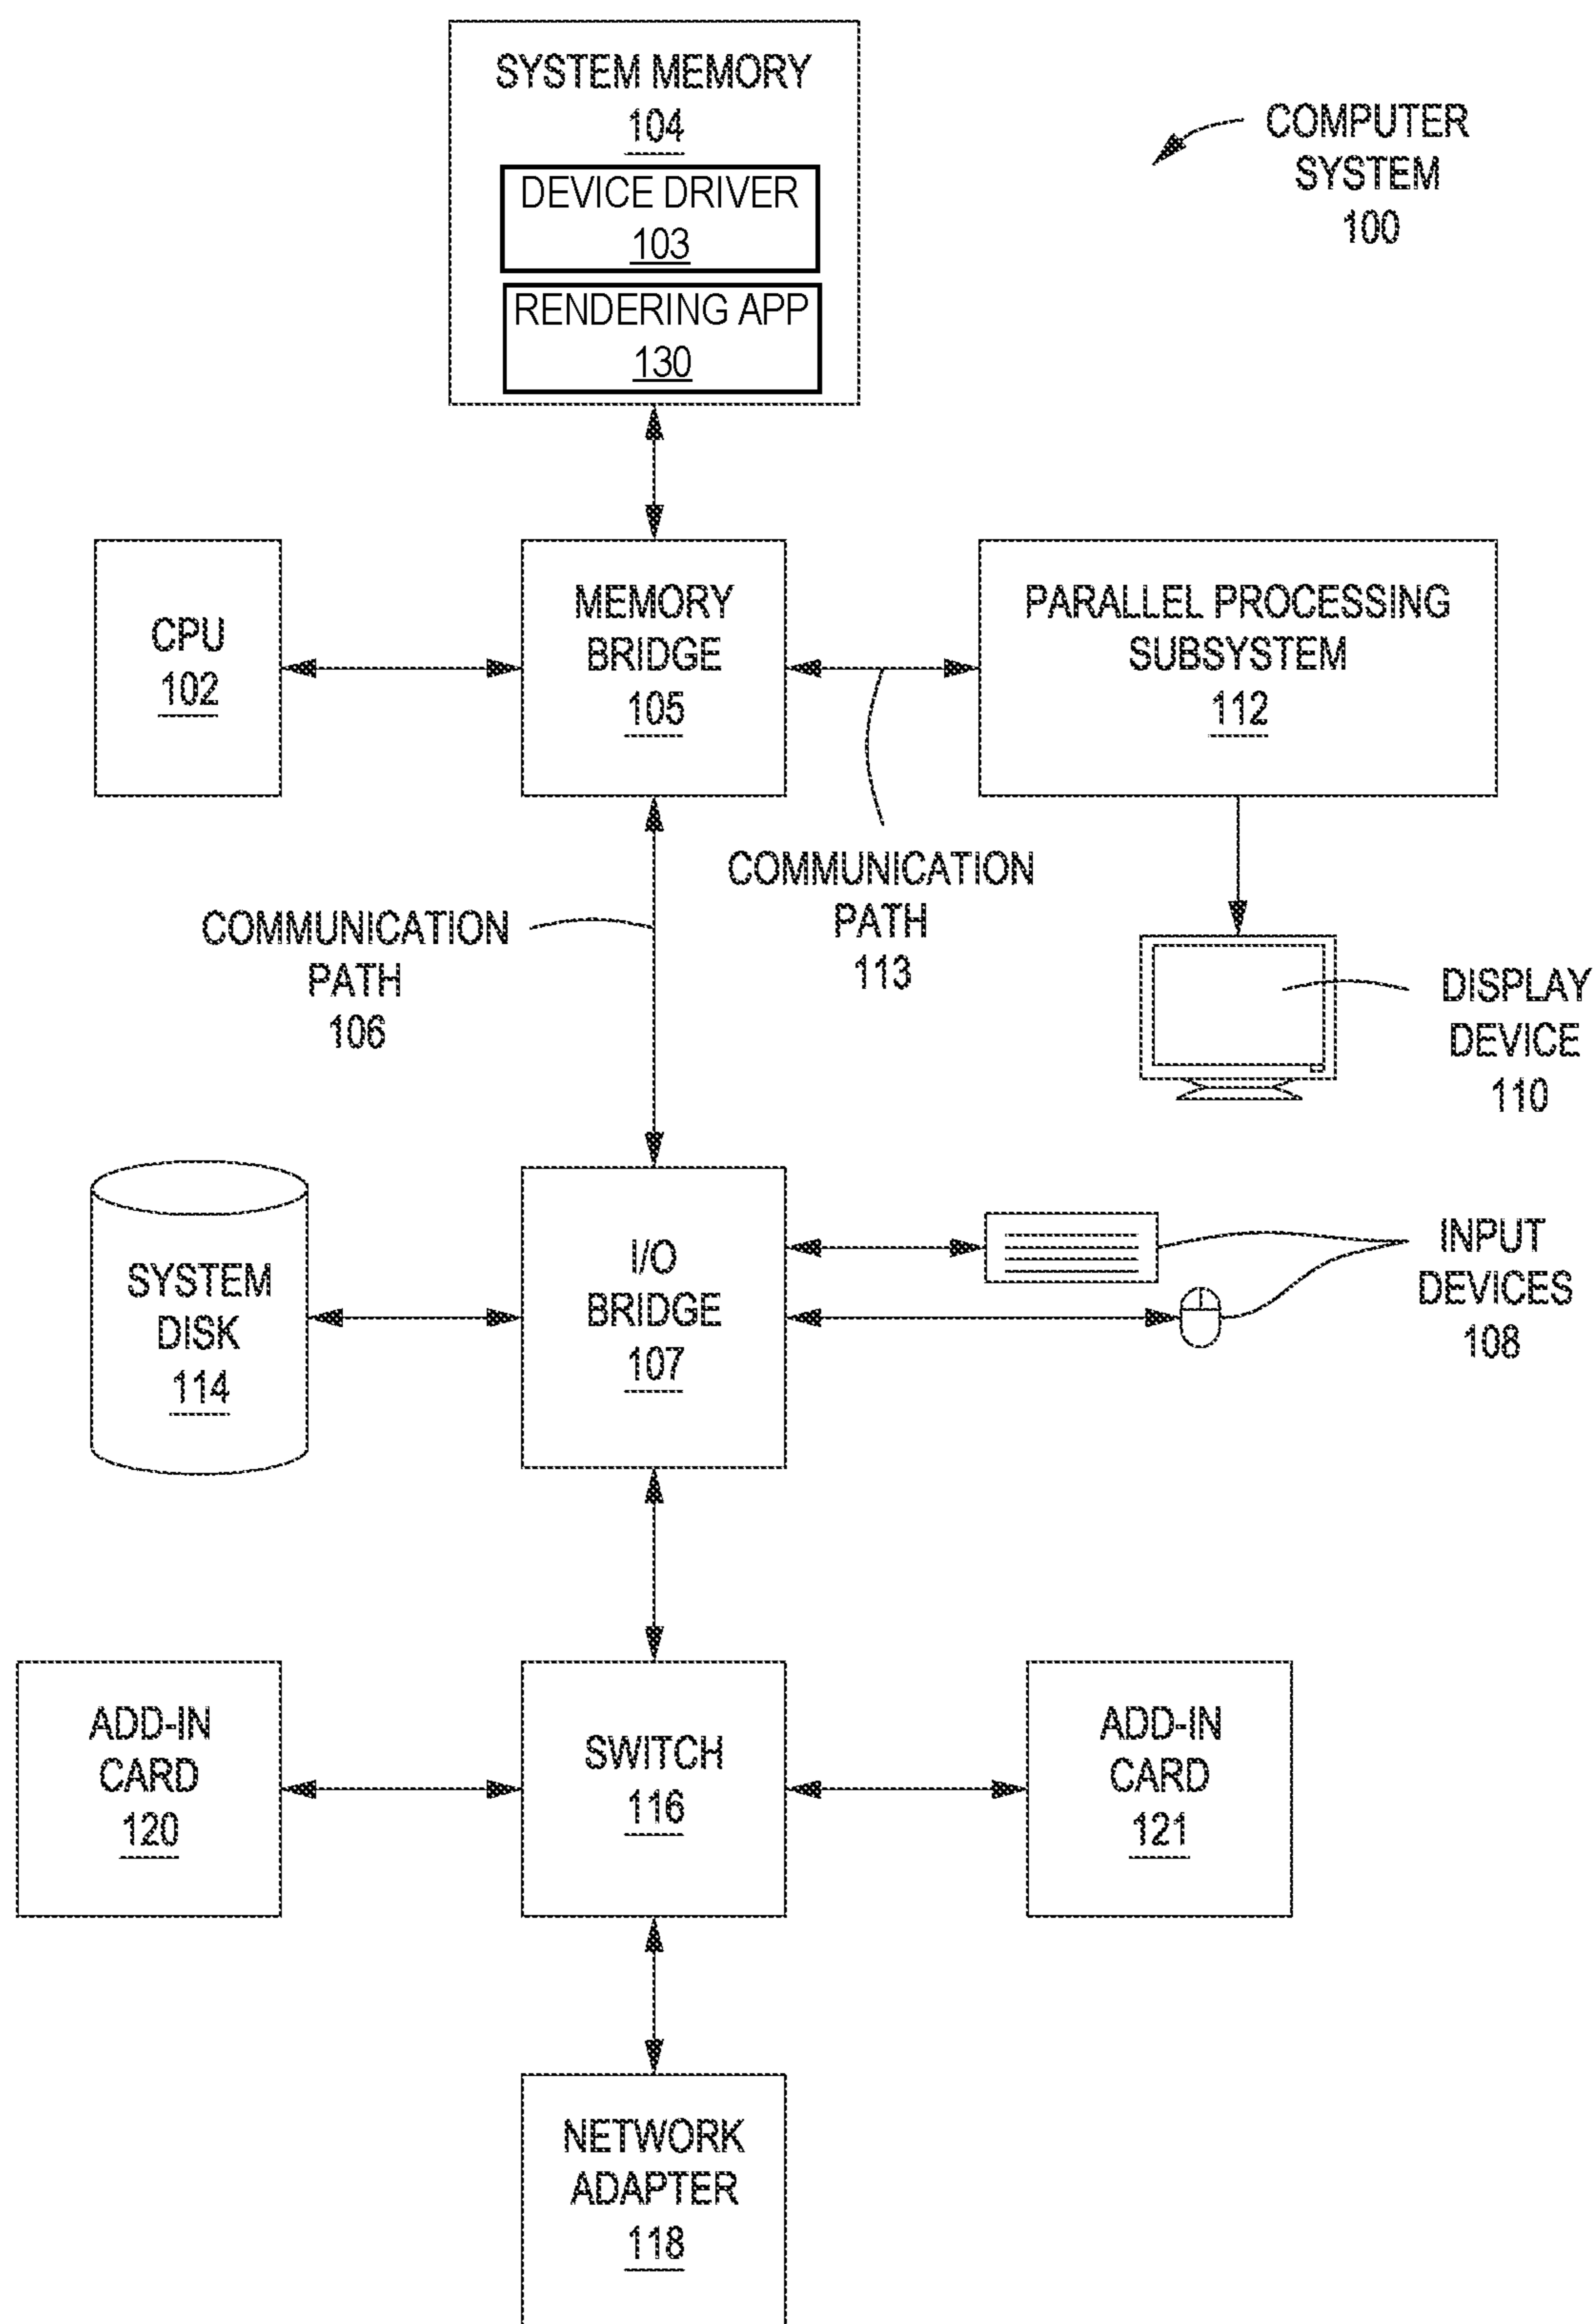 SYSTEM MEMORY
104
DEVICE DRIVER
103
RENDERING APP
130
COMPUTER
SYSTEM
100
CPU
102
MEMORY
BRIDGE
105
PARALLEL PROCESSING
SUBSYSTEM
112
COMMUNICATION
PATH
113
COMMUNICATION
PATH
106
DISPLAY
DEVICE
110
SYSTEM
DISK
114
I/O
BRIDGE
107
INPUT
DEVICES
108
ADD-IN
CARD
120
SWITCH
116
ADD-IN
CARD
121
NETWORK
ADAPTER
118